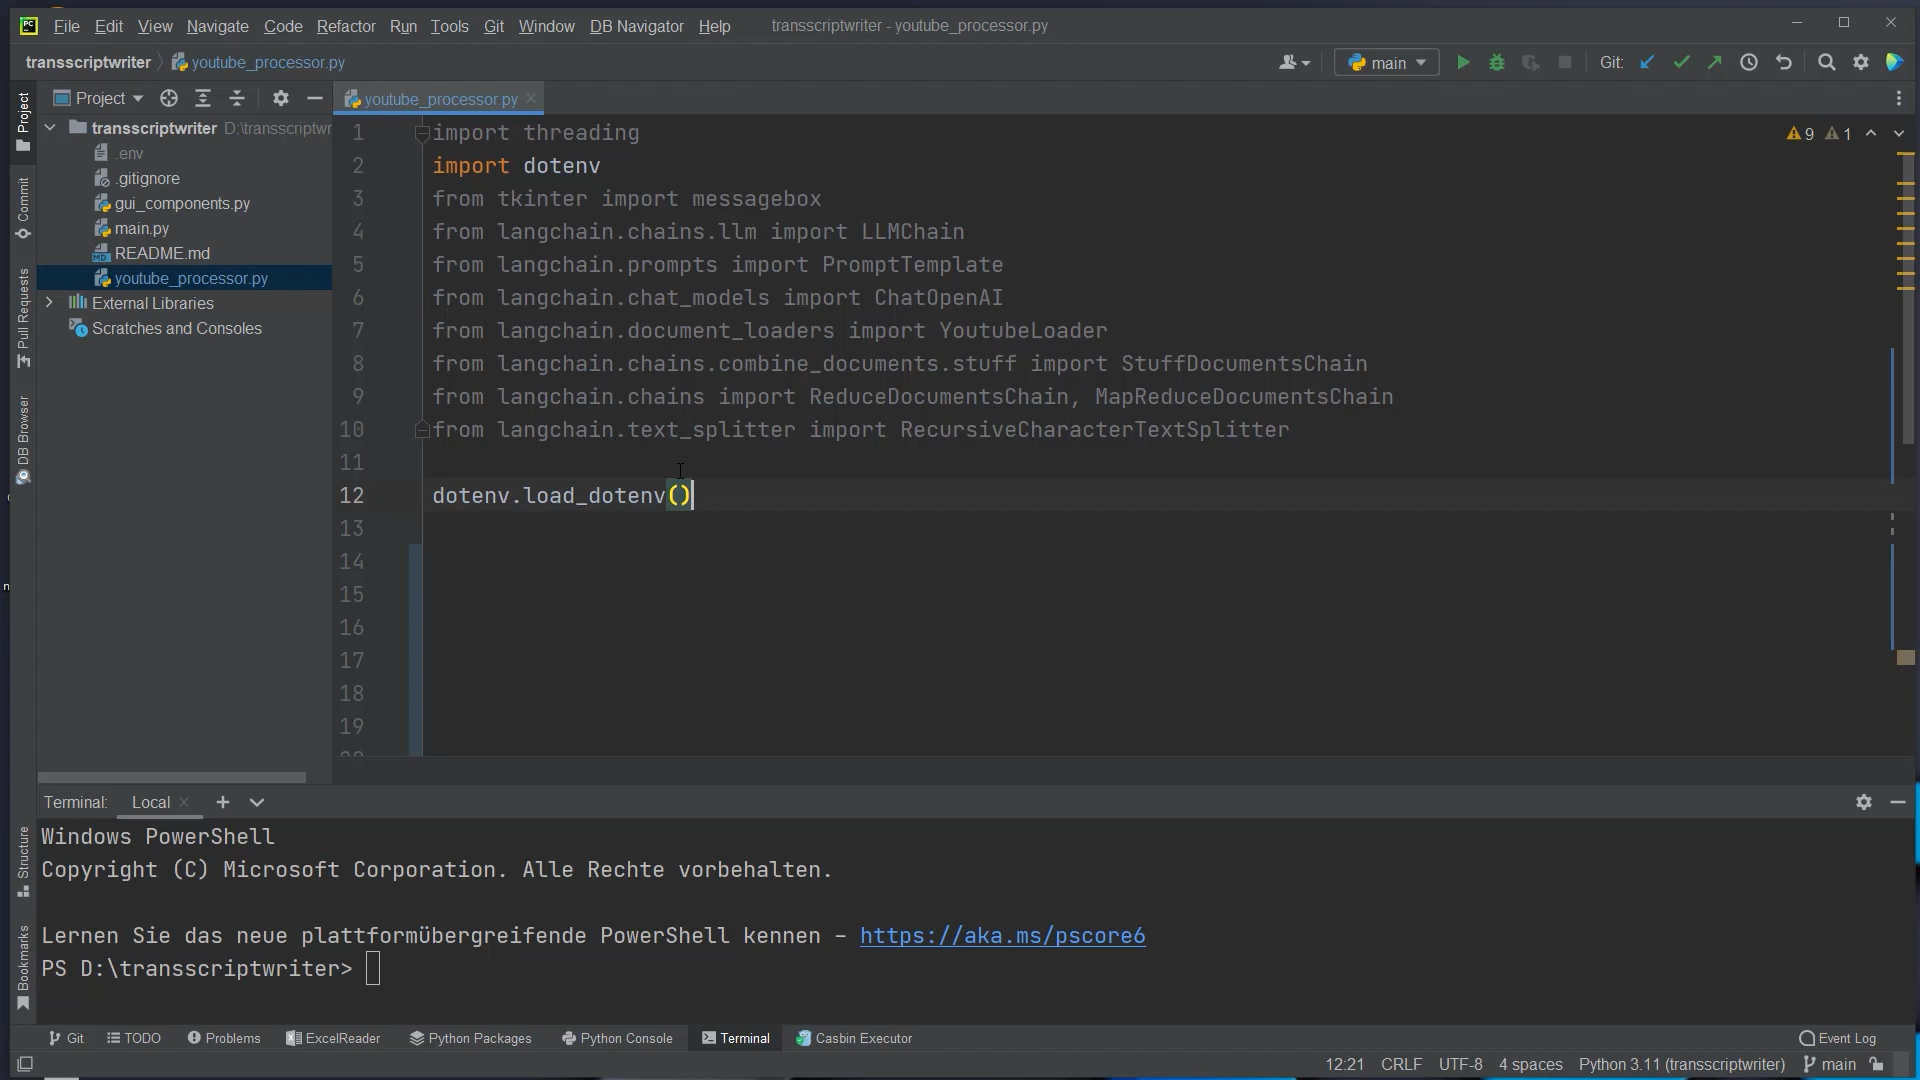 PC File Edit View Navigate Code Refactor Run Tools Git Window DB Navigator Help transscriptwriter - youtube_processor.py
transscriptwriter youtube_processor.py main Git:
Project youtube_processor.py
Project
Commit
Pull Requests
DB Browser
Structure
Bookmarks
transscriptwriter D:\transscriptwr
.env
.gitignore
gui_components.py
main.py
MD README.md
youtube_processor.py
External Libraries
Scratches and Consoles
9 1
1 import threading
2 import dotenv
3 from tkinter import messagebox
4 from langchain.chains.llm import LLMChain
5 from langchain.prompts import PromptTemplate
6 from langchain.chat_models import ChatOpenAI
7 from langchain.document_loaders import YoutubeLoader
8 from langchain.chains.combine_documents.stuff import StuffDocumentsChain
9 from langchain.chains import ReduceDocumentsChain, MapReduceDocumentsChain
10 from langchain.text_splitter import RecursiveCharacterTextSplitter
11
12 dotenv.load_dotenv()
13
14
15
16
17
18
19
Terminal: Local
Windows PowerShell
Copyright (C) Microsoft Corporation. Alle Rechte vorbehalten.
Lernen Sie das neue plattformübergreifende PowerShell kennen – https://aka.ms/pscore6
PS D:\transscriptwriter>
Git TODO Problems ExcelReader Python Packages Python Console Terminal Casbin Executor Event Log
12:21 CRLF UTF-8 4 spaces Python 3.11 (transscriptwriter) main